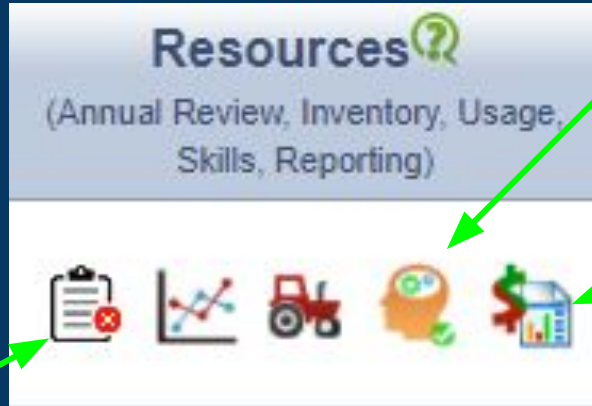 Resources
(Annual Review, Inventory, Usage,
Skills, Reporting)